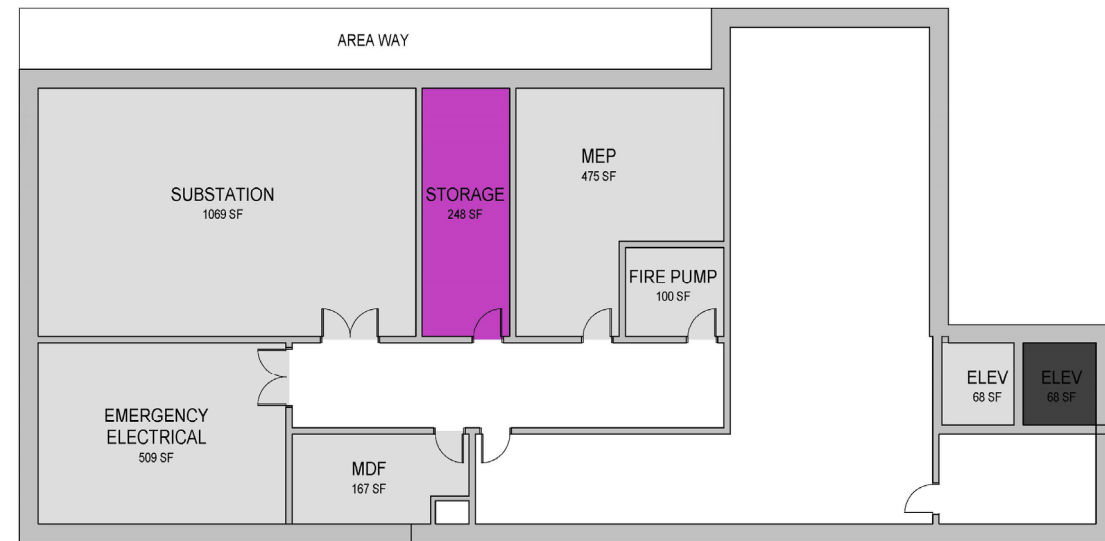 AREA WAY
SUBSTATION
1069 SF
STORAGE
248 SF
MEP
475 SF
FIRE PUMP
100 SF
EMERGENCY
ELECTRICAL
509 SF
MDF
167 SF
ELEV
68 SF
ELEV
68 SF